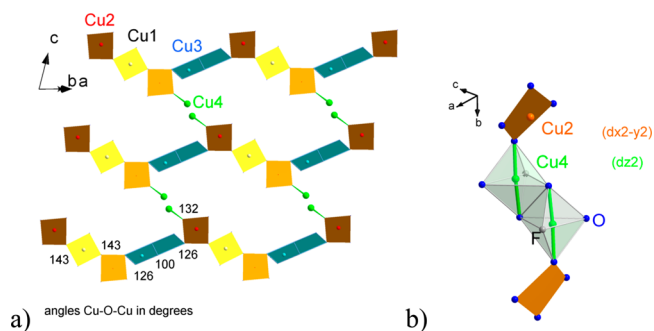 Cu2
Cu1
Cu3
c
ba
Cu4
132
143
143
126
100
126
a)
angles Cu-O-Cu in degrees
c
a
b
Cu2
(dx2-y2)
Cu4
(dz2)
F
O
b)